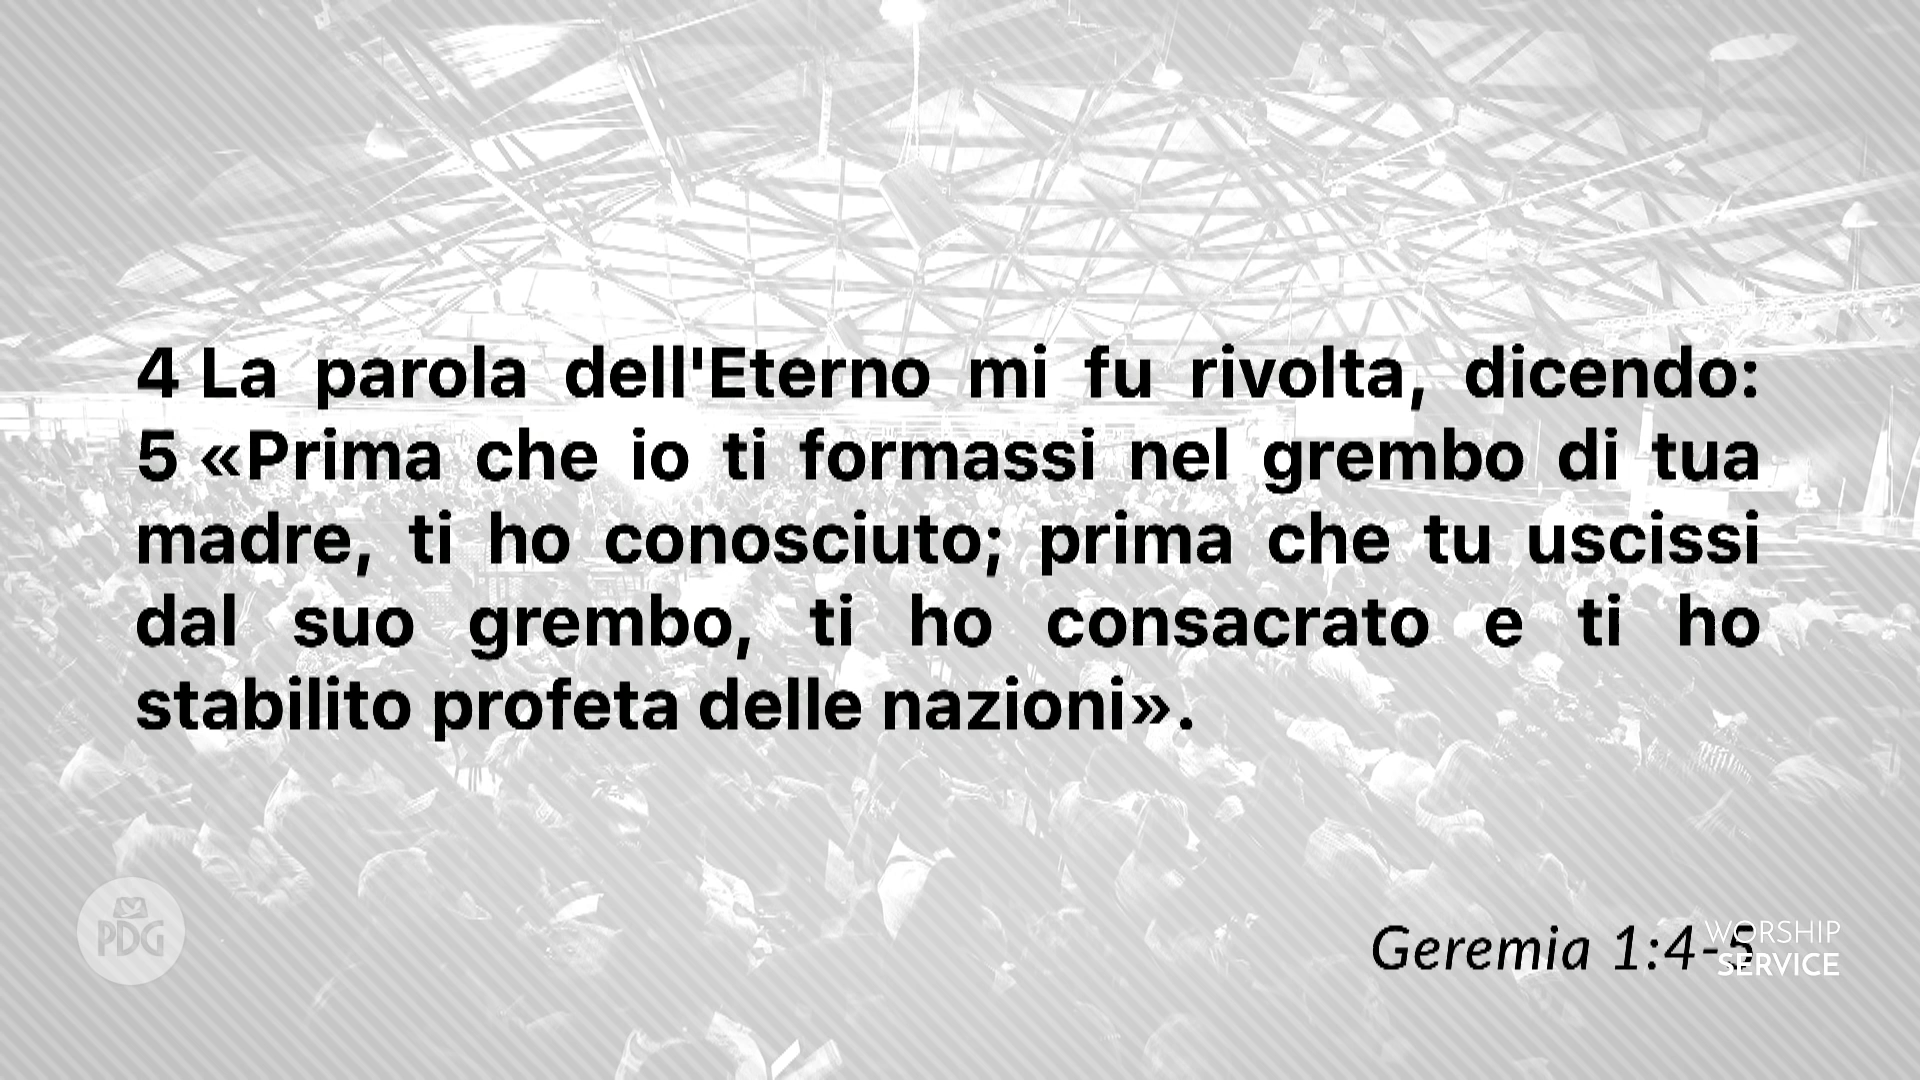 4 La parola dell'Eterno mi fu rivolta, dicendo:
5 «Prima che io ti formassi nel grembo di tua
madre, ti ho conosciuto; prima che tu uscissi
dal suo grembo, ti ho consacrato e ti ho
stabilito profeta delle nazioni».
Geremia 1:4-5
WORSHIP
SERVICE
PDG